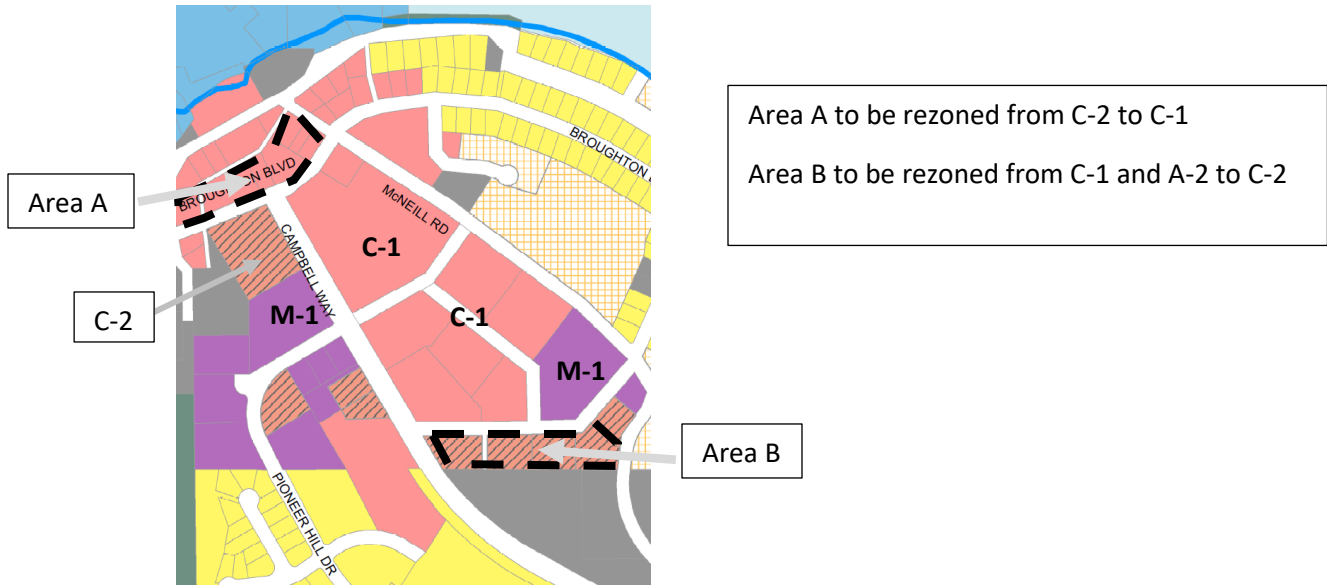 Area A to be rezoned from C-2 to C-1
Area B to be rezoned from C-1 and A-2 to C-2
BROUGHTON
BROUGHTON BLVD
Area A
McNEILL RD
CAMPBELL WAY
C-1
C-2
M-1
C-1
M-1
Area B
PIONEER HILL DR